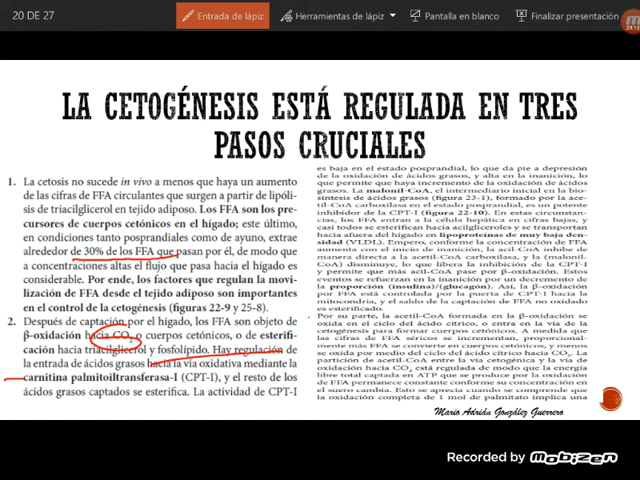 20 DE 27
Entrada de lápiz
Herramientas de lápiz
Pantalla en blanco
Finalizar presentación
LA CETOGÉNESIS ESTÁ REGULADA EN TRES
PASOS CRUCIALES
1. La cetosis no sucede in vivo a menos que haya un aumento
de las cifras de FFA circulantes que surgen a partir de lipóli-
sis de triacilglicerol en tejido adiposo. Los FFA son los pre-
cursores de cuerpos cetónicos en el hígado; este último,
en condiciones tanto posprandiales como de ayuno, extrae
alrededor de 30% de los FFA que pasan por él, de modo que
a concentraciones altas el flujo que pasa hacia el hígado es
considerable. Por ende, los factores que regulan la movi-
lización de FFA desde el tejido adiposo son importantes
en el control de la cetogénesis (figuras 22-9 y 25-8).
2. Después de captación por el hígado, los FFA son objeto de
β-oxidación hacia CO₂ o cuerpos cetónicos, o de esterifi-
cación hacia triacilglicerol y fosfolípido. Hay regulación de
la entrada de ácidos grasos hacia la vía oxidativa mediante la
carnitina palmitoiltransferasa-I (CPT-I), y el resto de los
ácidos grasos captados se esterifica. La actividad de CPT-I
es baja en el estado posprandial, lo que da pie a depresión
de la oxidación de ácidos grasos, y alta en la inanición, lo
que permite que haya incremento de la oxidación de ácidos
grasos. La malonil-CoA, el intermediario inicial en la bio-
síntesis de ácidos grasos (figura 23-1), formado por la ace-
til-CoA carboxilasa en el estado posprandial, es un potente
inhibidor de la CPT-I (figura 22-10). En estas circunstan-
cias, los FFA entran a la célula hepática en cifras bajas, y
casi todos se esterifican hacia acilgliceroles y se transportan
hacia afuera del hígado en lipoproteínas de muy baja den-
sidad (VLDL). Empero, conforme la concentración de FFA
aumenta con el inicio de inanición, la acil-CoA inhibe de
manera directa a la acetil-CoA carboxilasa, y la [malonil-
CoA] disminuye, lo que libera la inhibición de la CPT-I y
permite que más acil-CoA pase por β-oxidación. Estos
eventos se refuerzan en la inanición por un decremento de
la proporción (insulina)/(glucagón). Así, la β-oxidación
de FFA está controlada por la puerta de CPT-I hacia la
mitocondria, y el saldo de la captación de FFA no oxidado es
esterificado.
• Por su parte, la acetil-CoA formada en la β-oxidación se
oxida en el ciclo del ácido cítrico, o entra en la vía de la
cetogénesis para formar cuerpos cetónicos. A medida que
las cifras de FFA séricos se incrementan, proporcional-
mente más FFA se convierte en cuerpos cetónicos, y menos
se oxida por medio del ciclo del ácido cítrico hacia CO₂. La
partición de acetil-CoA entre la vía cetogénica y la vía de
oxidación hacia CO₂ está regulada de modo que la energía
libre total captada en ATP que se produce por la oxidación
de FFA permanece constante conforme su concentración en
el suero cambia. Esto se aprecia cuando se comprende que
la oxidación completa de 1 mol de palmitato implica una
Mario Adrián González Guerrero
Recorded by MOBIZEN